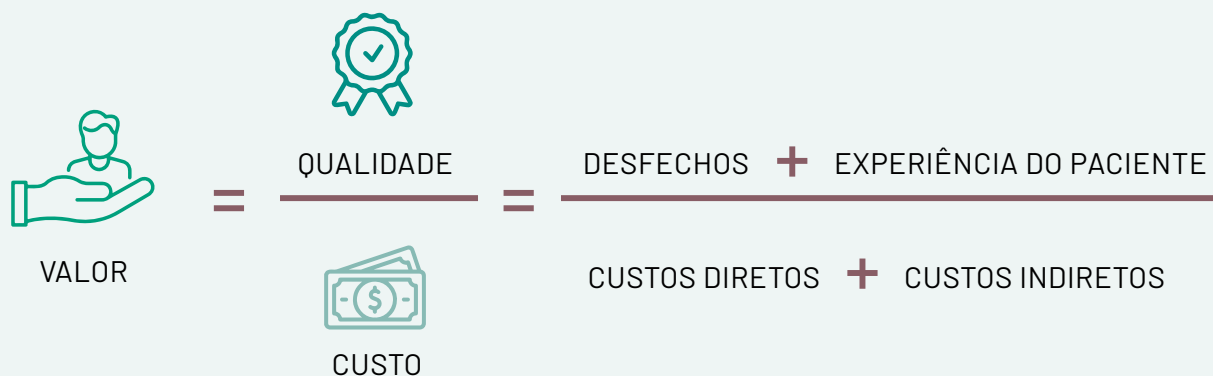 VALOR
=
QUALIDADE
CUSTO
=
DESFECHOS + EXPERIÊNCIA DO PACIENTE
CUSTOS DIRETOS + CUSTOS INDIRETOS
$